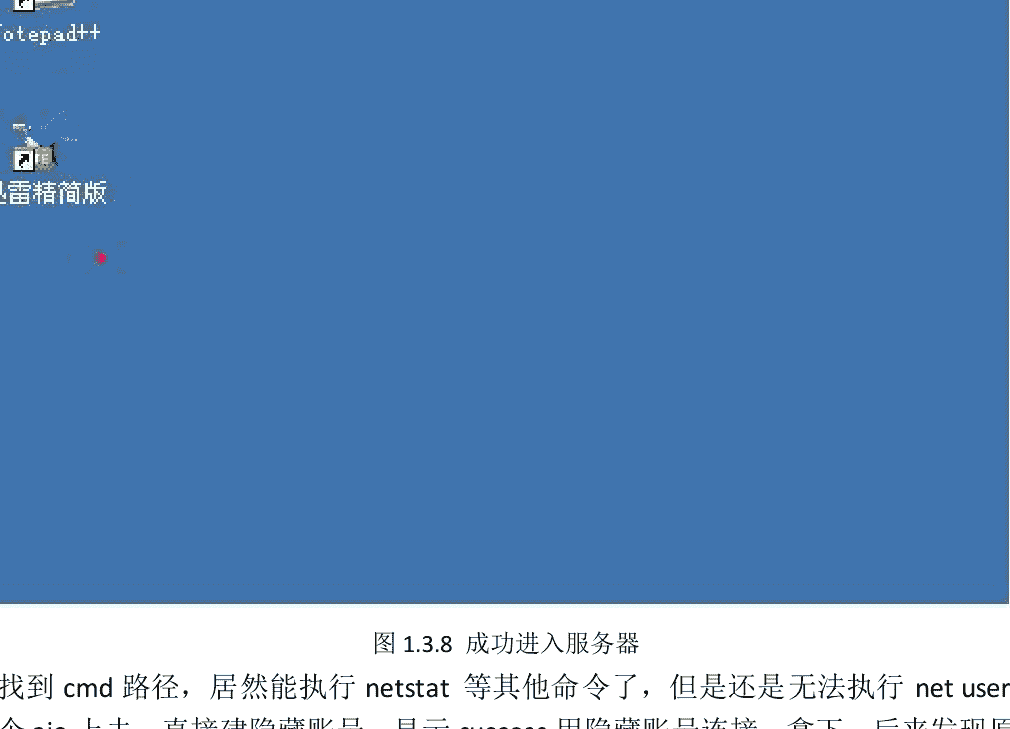 otepad++
迅雷精简版
图 1.3.8 成功进入服务器
找到 cmd 路径，居然能执行 netstat 等其他命令了，但是还是无法执行 net user